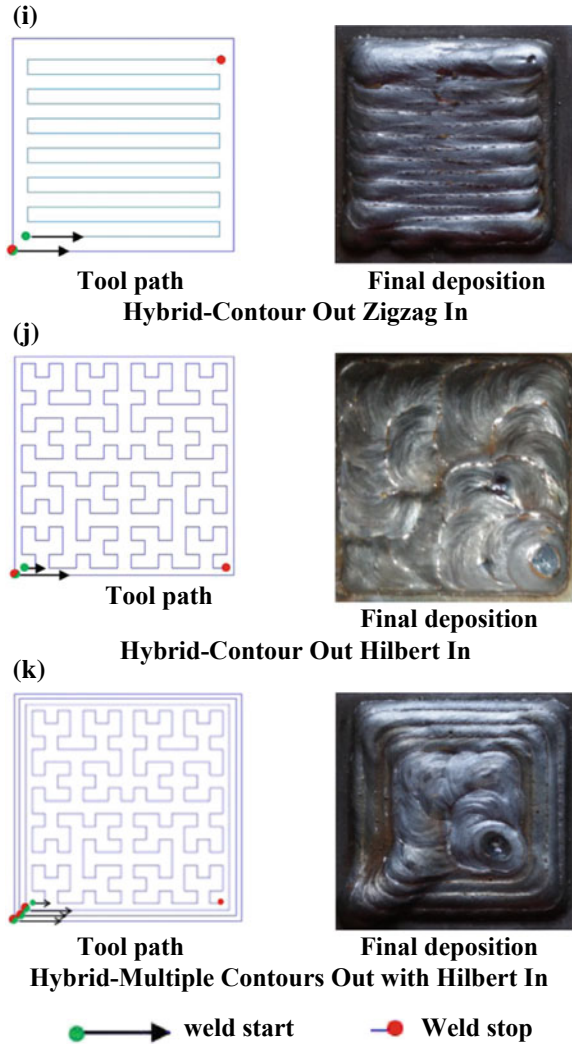 (i)
Tool path Final deposition
Hybrid-Contour Out Zigzag In
(j)
Tool path
Final deposition
Hybrid-Contour Out Hilbert In
(k)
Tool path Final deposition
Hybrid-Multiple Contours Out with Hilbert In
weld start Weld stop